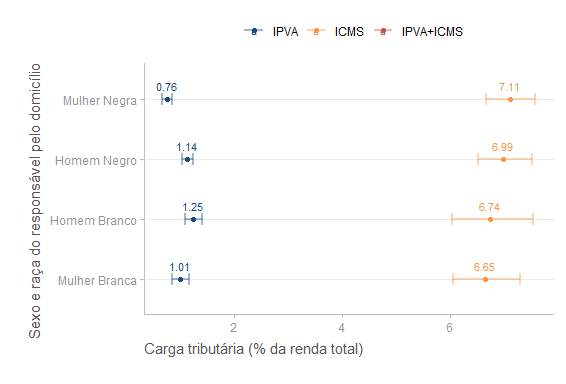 IPVA ICMS IPVA+ICMS
Sexo e raça do responsável pelo domicílio
Mulher Negra
0.76 7.11
Homem Negro
1.14 6.99
Homem Branco
1.25 6.74
Mulher Branca
1.01 6.65
2 4 6
Carga tributária (% da renda total)